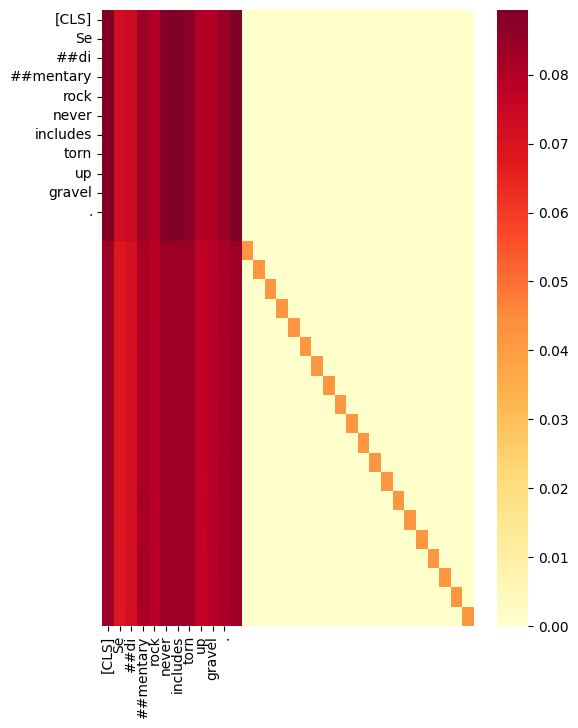 [CLS]
Se
##di
##mentary
rock
never
includes
torn
up
gravel
.
0.08
0.07
0.06
0.05
0.04
0.03
0.02
0.01
0.00
[CLS]
Se
##di
##mentary
rock
never
includes
torn
up
gravel
.